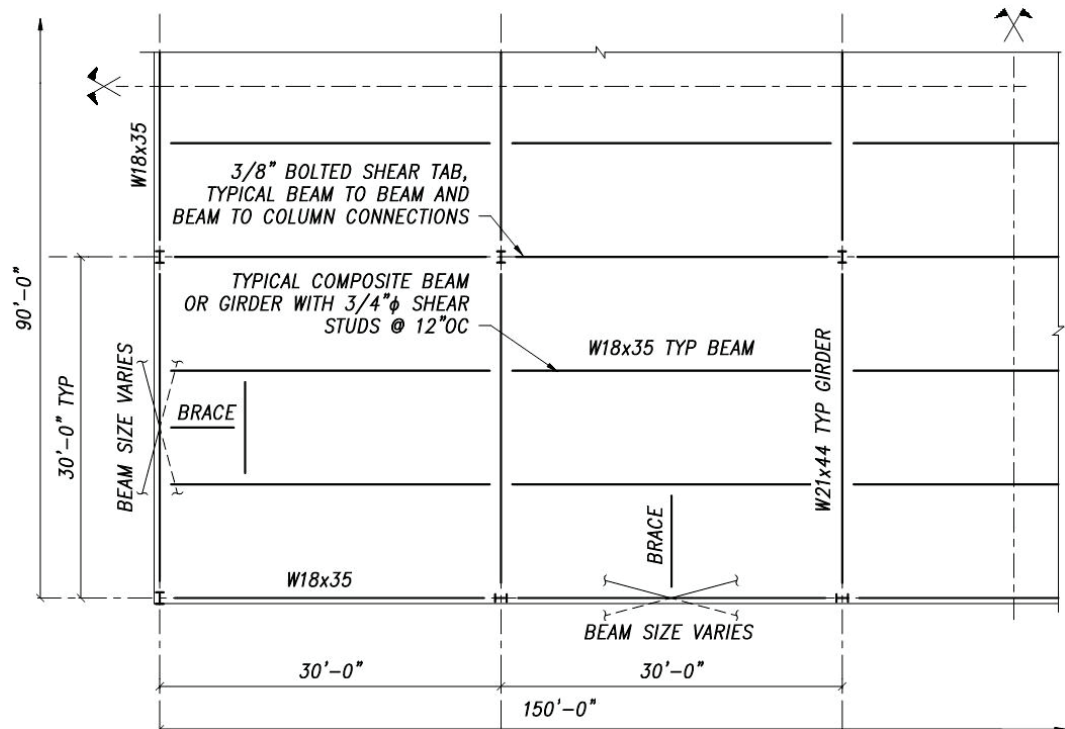 W18x35
3/8" BOLTED SHEAR TAB,
TYPICAL BEAM TO BEAM AND
BEAM TO COLUMN CONNECTIONS
90'-0"
30'-0" TYP
TYPICAL COMPOSITE BEAM
OR GIRDER WITH 3/4"ϕ SHEAR
STUDS @ 12"OC
W18x35 TYP BEAM
BEAM SIZE VARIES
BRACE
W21x44 TYP GIRDER
BRACE
W18x35
BEAM SIZE VARIES
30'-0"
30'-0"
150'-0"